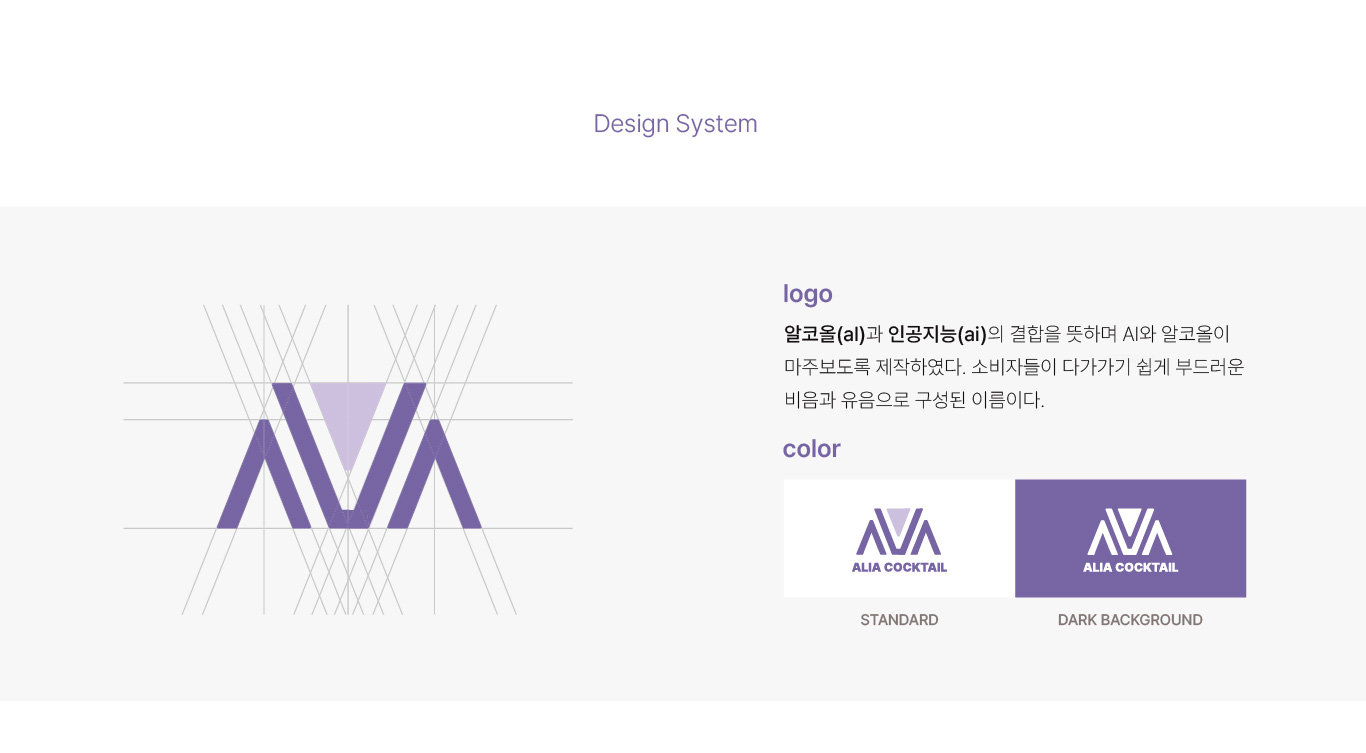 Design System
logo
알코올(al)과 인공지능(ai)의 결합을 뜻하며 AI와 알코올이
마주보도록 제작하였다. 소비자들이 다가가기 쉽게 부드러운
비음과 유음으로 구성된 이름이다.
color
ALIA COCKTAIL
ALIA COCKTAIL
STANDARD
DARK BACKGROUND